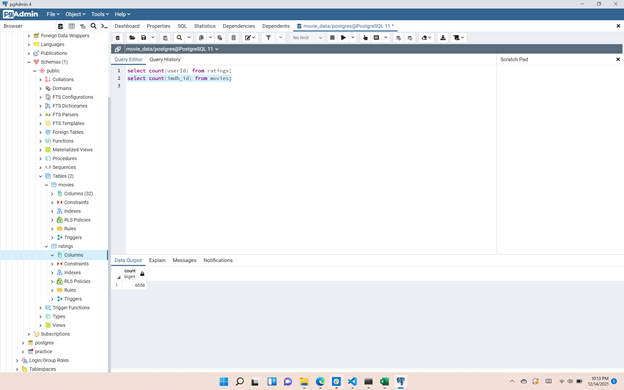 pgAdmin 4
pgAdmin
File Object Tools Help
Browser
Dashboard Properties SQL Statistics Dependencies Dependents movie_data/postgres@PostgreSQL 11 *
Foreign Data Wrappers
Languages
Publications
Schemas (1)
public
Collations
Domains
FTS Configurations
FTS Dictionaries
FTS Parsers
FTS Templates
Foreign Tables
Functions
Materialized Views
Procedures
Sequences
Tables (2)
movies
Columns (32)
Constraints
Indexes
RLS Policies
Rules
Triggers
ratings
Columns
Constraints
Indexes
RLS Policies
Rules
Triggers
Trigger Functions
Types
Views
Subscriptions
postgres
practice
Login/Group Roles
Tablespaces
No limit
movie_data/postgres@PostgreSQL 11
Query Editor Query History
Scratch Pad
1 select count(userId) from ratings;
2 select count(imdb_id) from movies;
3
Data Output Explain Messages Notifications
count
bigint
1 6058
10:13 PM
12/14/2021